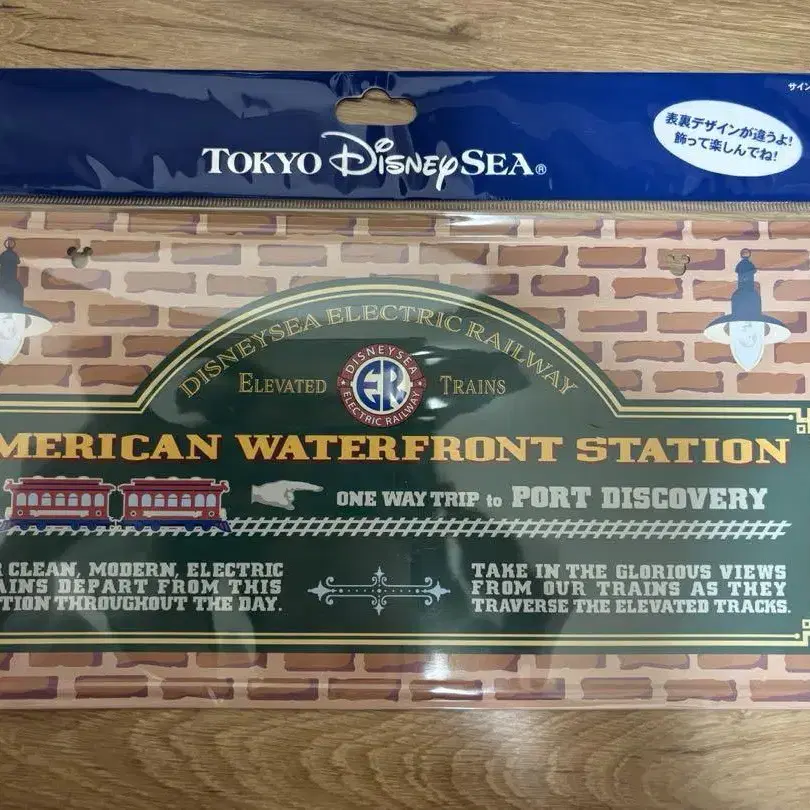 サイン
表裏デザインが違うよ!
飾って楽しんでね!
TOKYO DISNEYSEA®
DISNEYSEA ELECTRIC RAILWAY
ELEVATED
DISNEYSEA
ER
ELECTRIC RAILWAY
TRAINS
MERICAN WATERFRONT STATION
ONE WAY TRIP to PORT DISCOVERY
R CLEAN, MODERN, ELECTRIC
AINS DEPART FROM THIS
TION THROUGHOUT THE DAY.
TAKE IN THE GLORIOUS VIEWS
FROM OUR TRAINS AS THEY
TRAVERSE THE ELEVATED TRACKS.